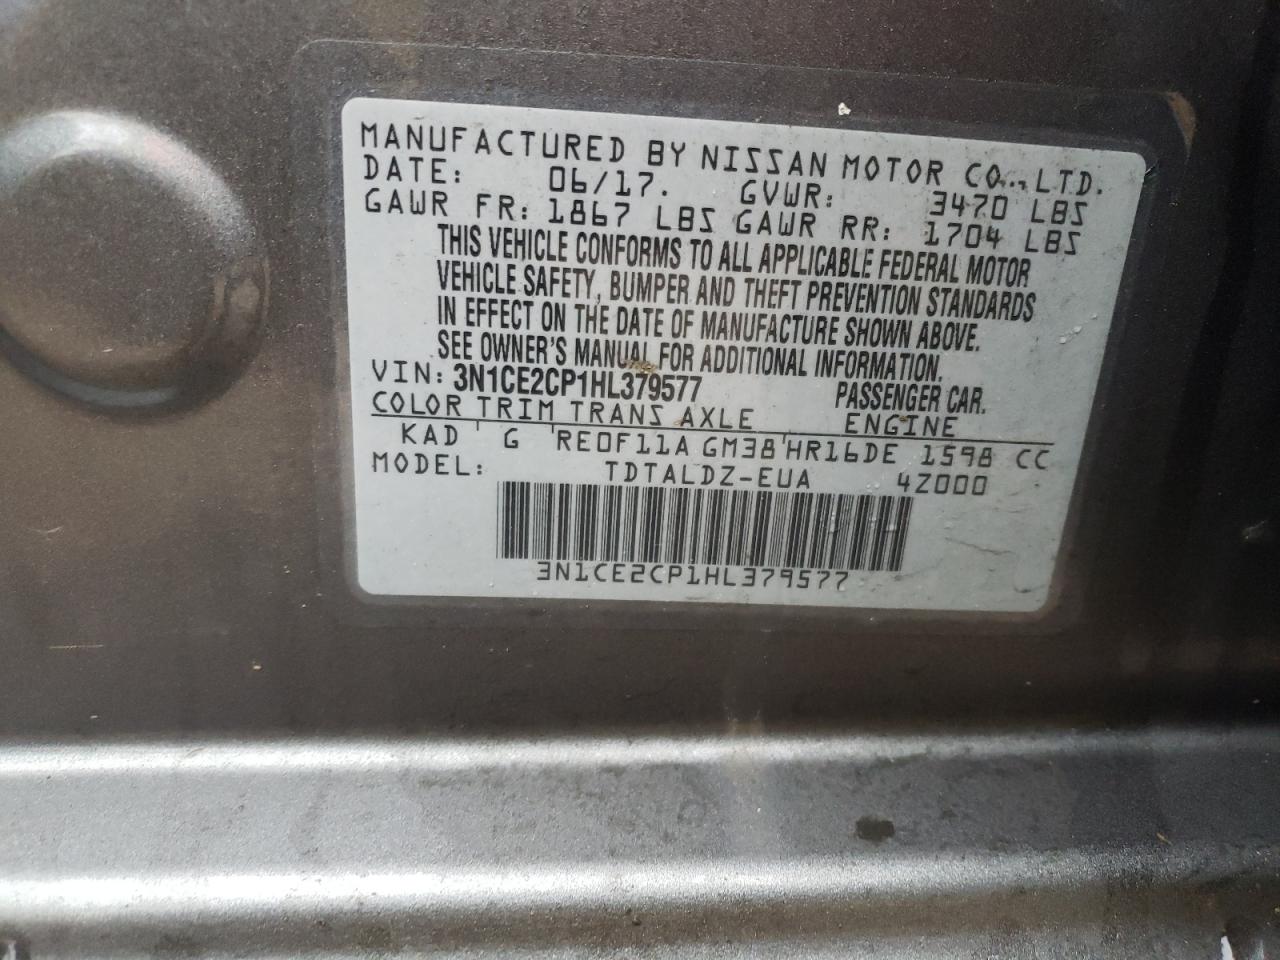 MANUFACTURED BY NISSAN MOTOR CO., LTD.
DATE: 06/17. GVWR: 3470 LBS
GAWR FR: 1867 LBS GAWR RR: 1704 LBS
THIS VEHICLE CONFORMS TO ALL APPLICABLE FEDERAL MOTOR
VEHICLE SAFETY, BUMPER AND THEFT PREVENTION STANDARDS
IN EFFECT ON THE DATE OF MANUFACTURE SHOWN ABOVE.
SEE OWNER'S MANUAL FOR ADDITIONAL INFORMATION.
VIN: 3N1CE2CP1HL379577 PASSENGER CAR.
COLOR TRIM TRANS AXLE ENGINE
KAD G RE0F11A GM38 HR16DE 1598 CC
MODEL: TDTALDZ-EUA 4Z000
3N1CE2CP1HL379577